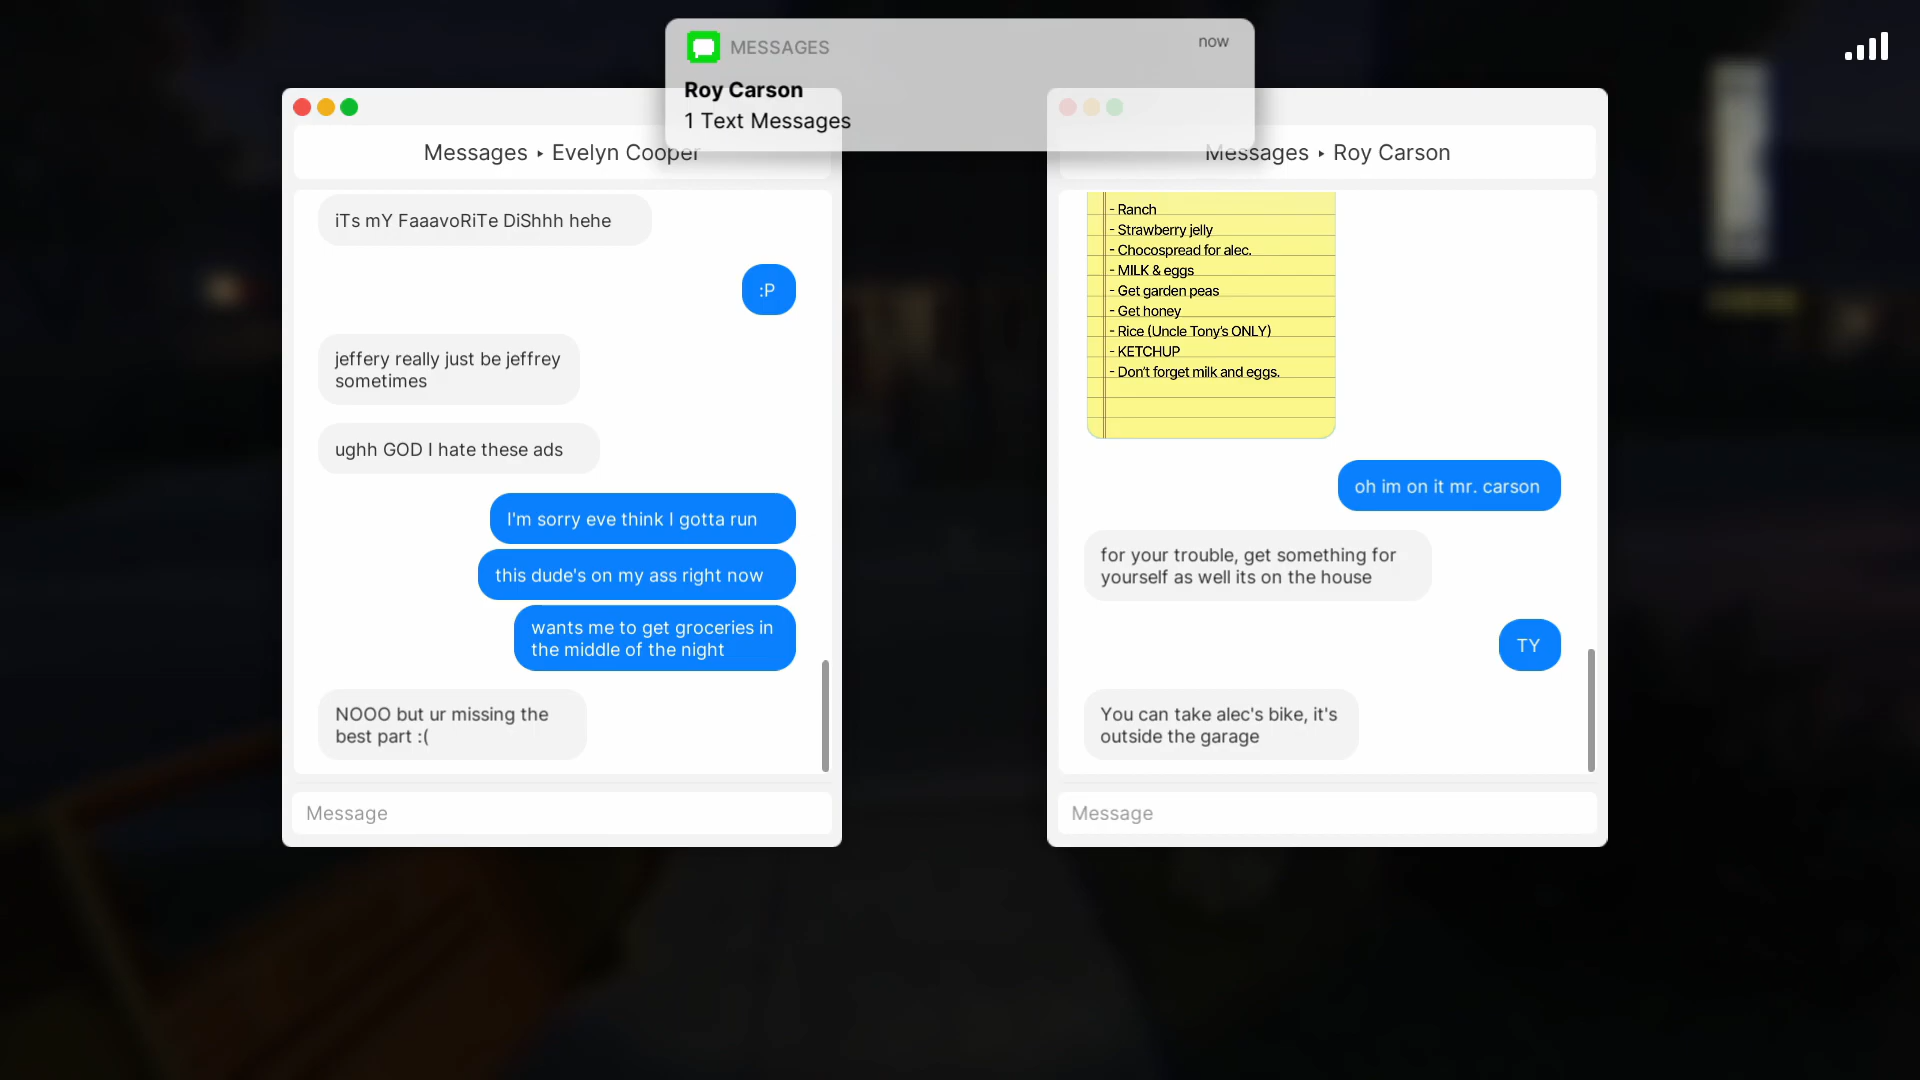 MESSAGES
now
Roy Carson
1 Text Messages
Messages ‣ Evelyn Cooper
iTs mY FaaavoRiTe DiShhh hehe
:P
jeffery really just be jeffrey
sometimes
ughh GOD I hate these ads
I'm sorry eve think I gotta run
this dude's on my ass right now
wants me to get groceries in
the middle of the night
NOOO but ur missing the
best part :(
Message
Messages ‣ Roy Carson
- Ranch
- Strawberry jelly
- Chocospread for alec.
- MILK & eggs
- Get garden peas
- Get honey
- Rice (Uncle Tony's ONLY)
- KETCHUP
- Don't forget milk and eggs.
oh im on it mr. carson
for your trouble, get something for
yourself as well its on the house
TY
You can take alec's bike, it's
outside the garage
Message